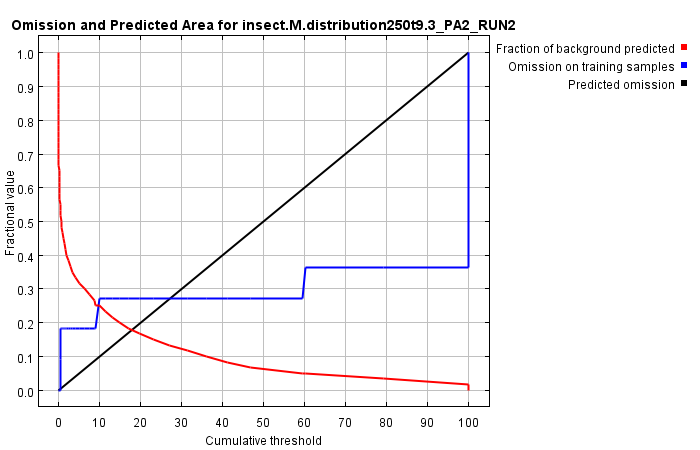 Omission and Predicted Area for insect.M.distribution250t9.3_PA2_RUN2
Fraction of background predicted
Omission on training samples
Predicted omission
Fractional value
1.0
0.9
0.8
0.7
0.6
0.5
0.4
0.3
0.2
0.1
0.0
0 10 20 30 40 50 60 70 80 90 100
Cumulative threshold